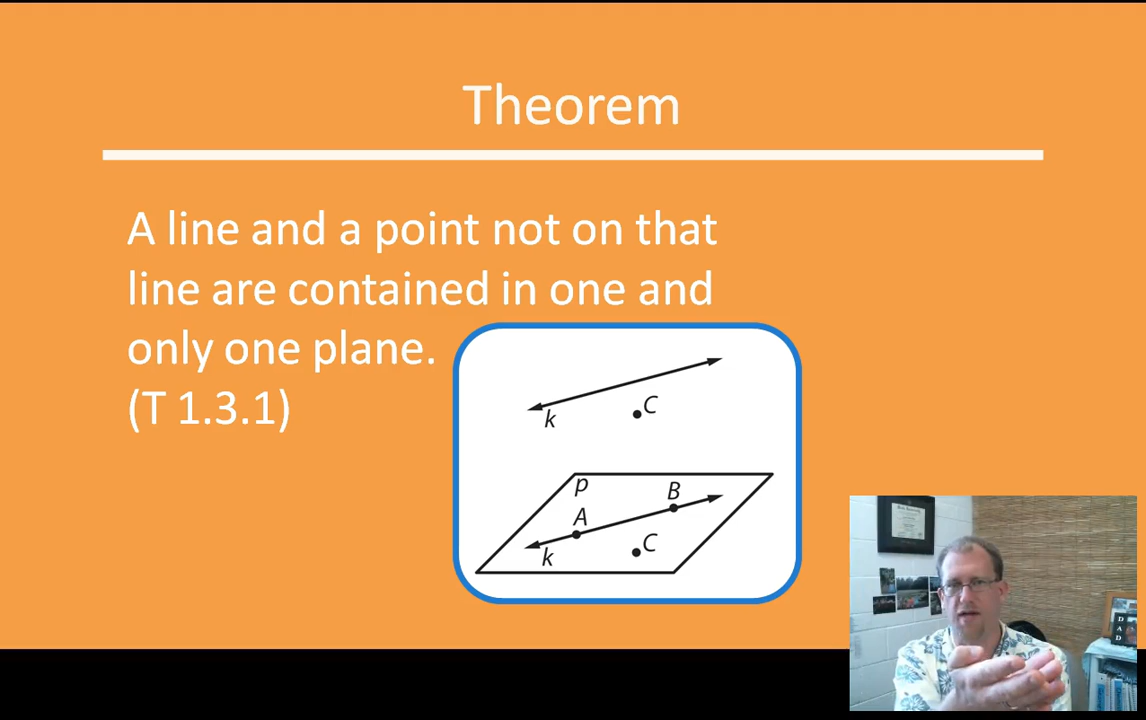 Theorem
A line and a point not on that
line are contained in one and
only one plane.
(T 1.3.1)
k
C
p
B
A
k
C
DAD